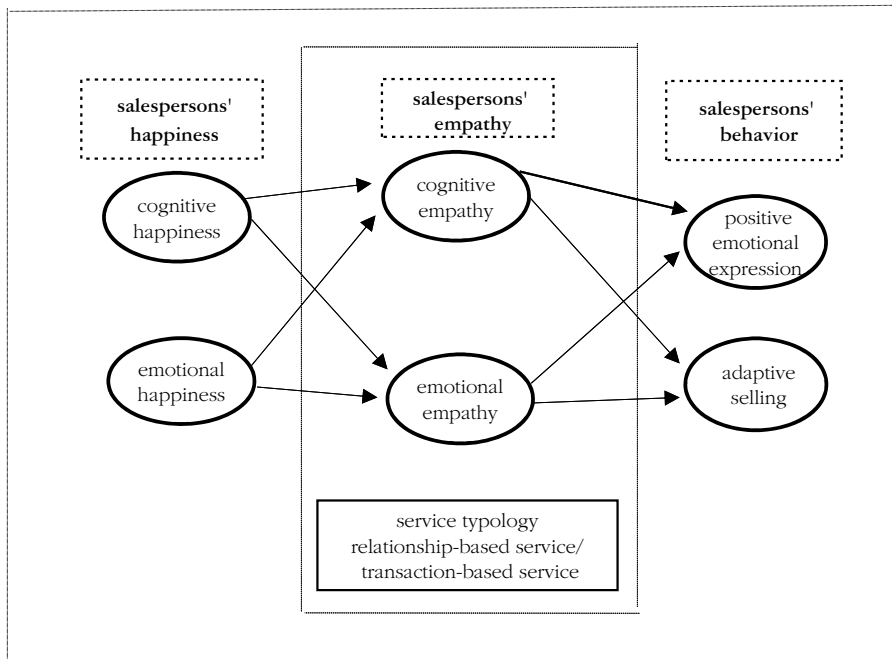 salespersons'
happiness
salespersons'
empathy
salespersons'
behavior
cognitive
happiness
cognitive
empathy
positive
emotional
expression
emotional
happiness
emotional
empathy
adaptive
selling
service typology
relationship-based service/
transaction-based service